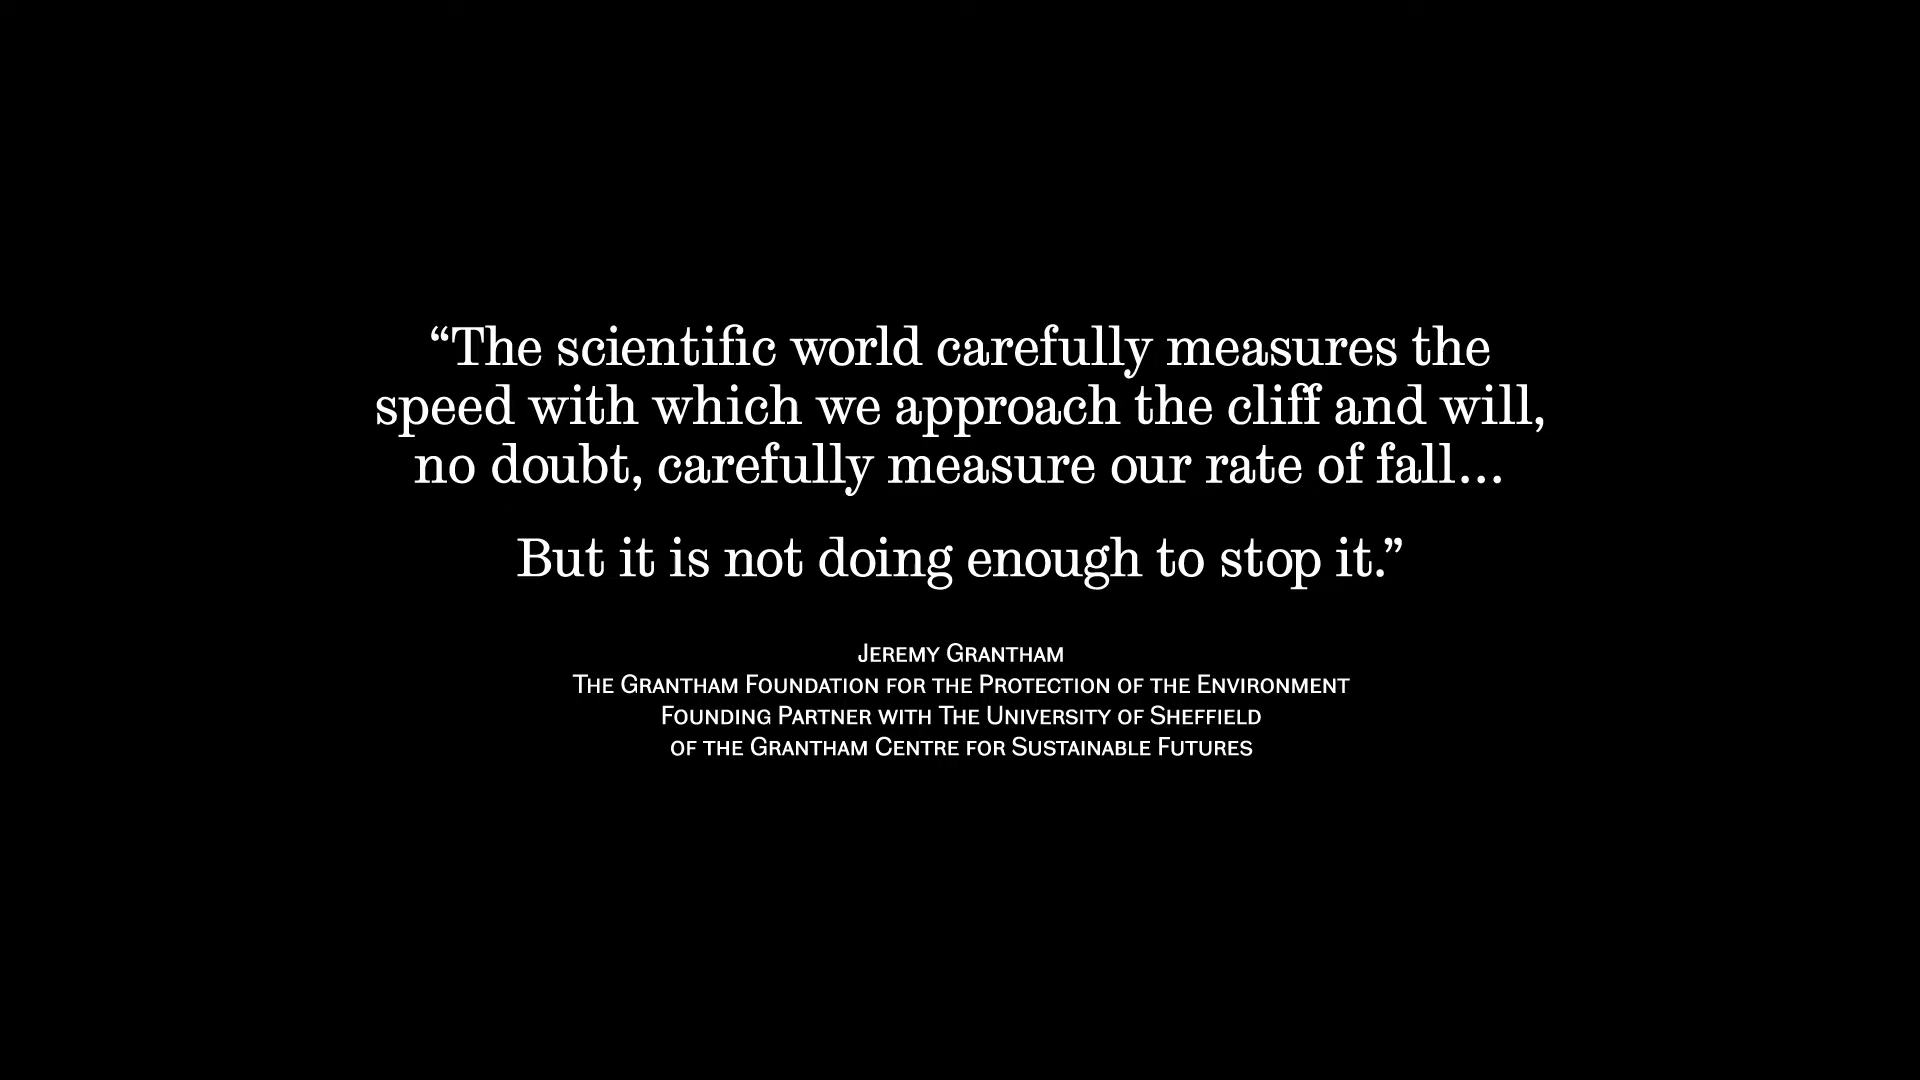 “The scientific world carefully measures the
speed with which we approach the cliff and will,
no doubt, carefully measure our rate of fall...
But it is not doing enough to stop it.”
Jeremy Grantham
The Grantham Foundation for the Protection of the Environment
Founding Partner with The University of Sheffield
of the Grantham Centre for Sustainable Futures